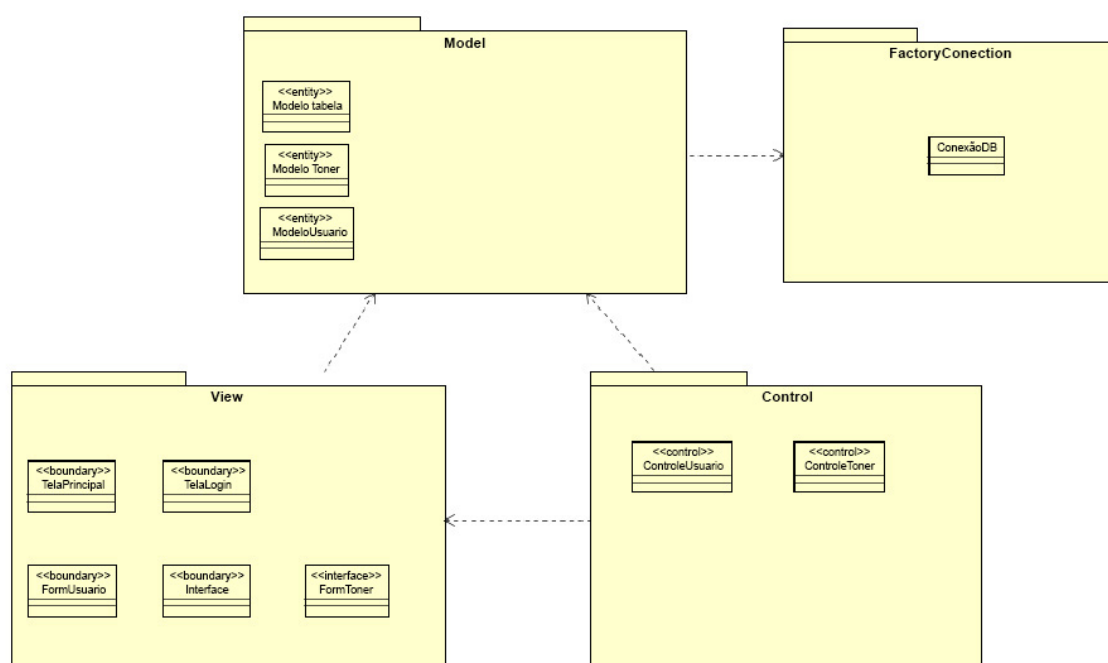 Model
<<entity>>
Modelo tabela
<<entity>>
Modelo Toner
<<entity>>
ModeloUsuario
FactoryConection
ConexãoDB
View
<<boundary>>
TelaPrincipal
<<boundary>>
TelaLogin
<<boundary>>
FormUsuario
<<boundary>>
Interface
<<interface>>
FormToner
Control
<<control>>
ControleUsuario
<<control>>
ControleToner